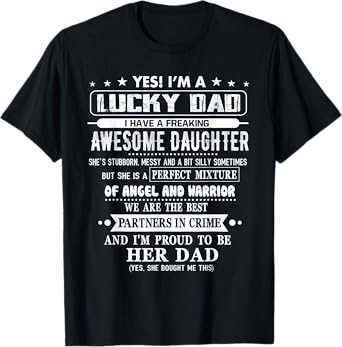 YES! I'M A
LUCKY DAD
I HAVE A FREAKING
AWESOME DAUGHTER
SHE'S STUBBORN, MESSY AND A BIT SILLY SOMETIMES
BUT SHE IS A PERFECT MIXTURE
OF ANGEL AND WARRIOR
WE ARE THE BEST
PARTNERS IN CRIME
AND I'M PROUD TO BE
HER DAD
(YES, SHE BOUGHT ME THIS)